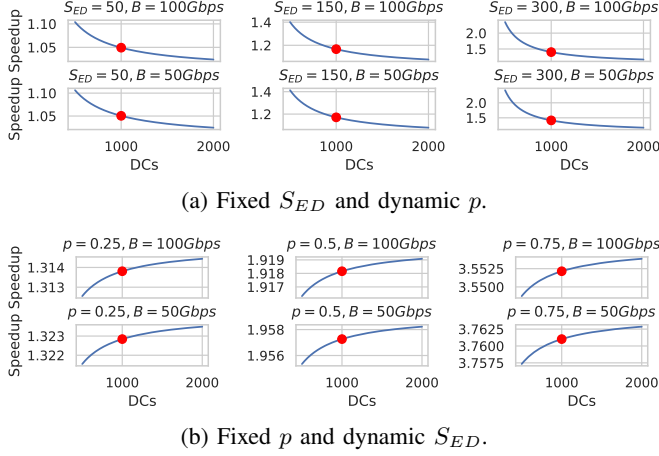 S_ED = 50, B = 100Gbps S_ED = 150, B = 100Gbps S_ED = 300, B = 100Gbps
Speedup
1.10
1.05
1.4
1.2
2.0
1.5
S_ED = 50, B = 50Gbps S_ED = 150, B = 50Gbps S_ED = 300, B = 50Gbps
Speedup
1.10
1.05
1.4
1.2
2.0
1.5
1000 2000 1000 2000 1000 2000
DCs DCs DCs
(a) Fixed S_ED and dynamic p.
p = 0.25, B = 100Gbps p = 0.5, B = 100Gbps p = 0.75, B = 100Gbps
Speedup
1.314
1.313
1.919
1.918
1.917
3.5525
3.5500
p = 0.25, B = 50Gbps p = 0.5, B = 50Gbps p = 0.75, B = 50Gbps
Speedup
1.323
1.322
1.958
1.956
3.7625
3.7600
3.7575
1000 2000 1000 2000 1000 2000
DCs DCs DCs
(b) Fixed p and dynamic S_ED.